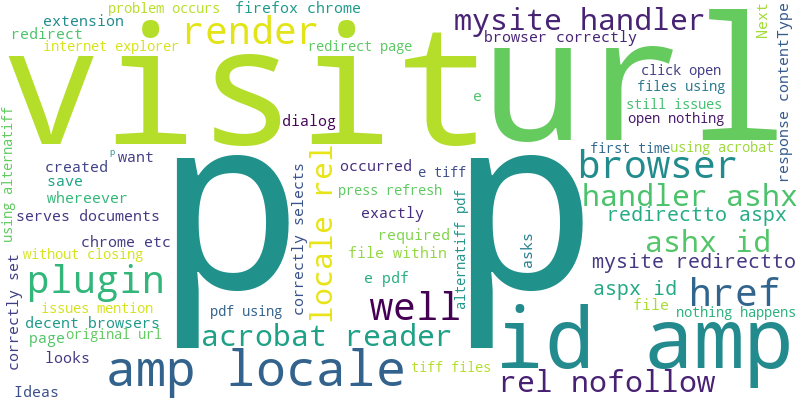 problem occurs
firefox chrome
extension
redirect
render
mysite handler
internet explorer
redirect page
browser correctly
Next
response contentType
visit
url
click open
files using
still issues
open nothing
e
dialog
first time
using acrobat
using alternatiff
p p
P
want
created
save
whereever
occurred
e tiff
press refresh
browser
handler ashx
serves documents
exactly
redirectto aspx
chrome etc
required
ashx id
correctly set
without closing
file within
locale rel
correctly selects
alternatiff pdf
asks
mysite redirectto
plugin
e pdf
aspx id
href
issues mention
pdf using
well
file
nothing happens
decent browsers
page
original url
acrobat reader
id amp
looks
amp locale
tiff files
rel nofollow
Ideas